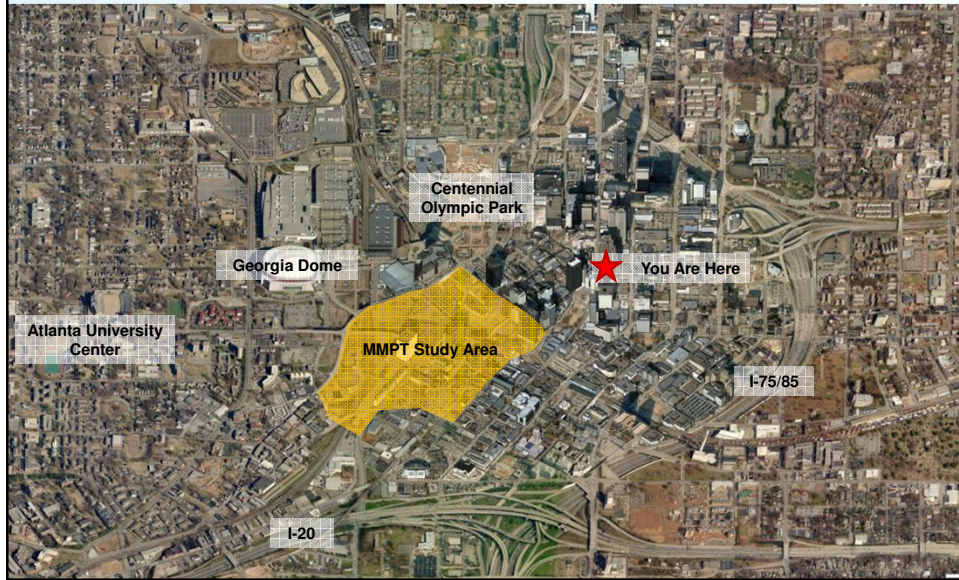 Centennial
Olympic Park
Georgia Dome
You Are Here
Atlanta University
Center
MMPT Study Area
I-75/85
I-20